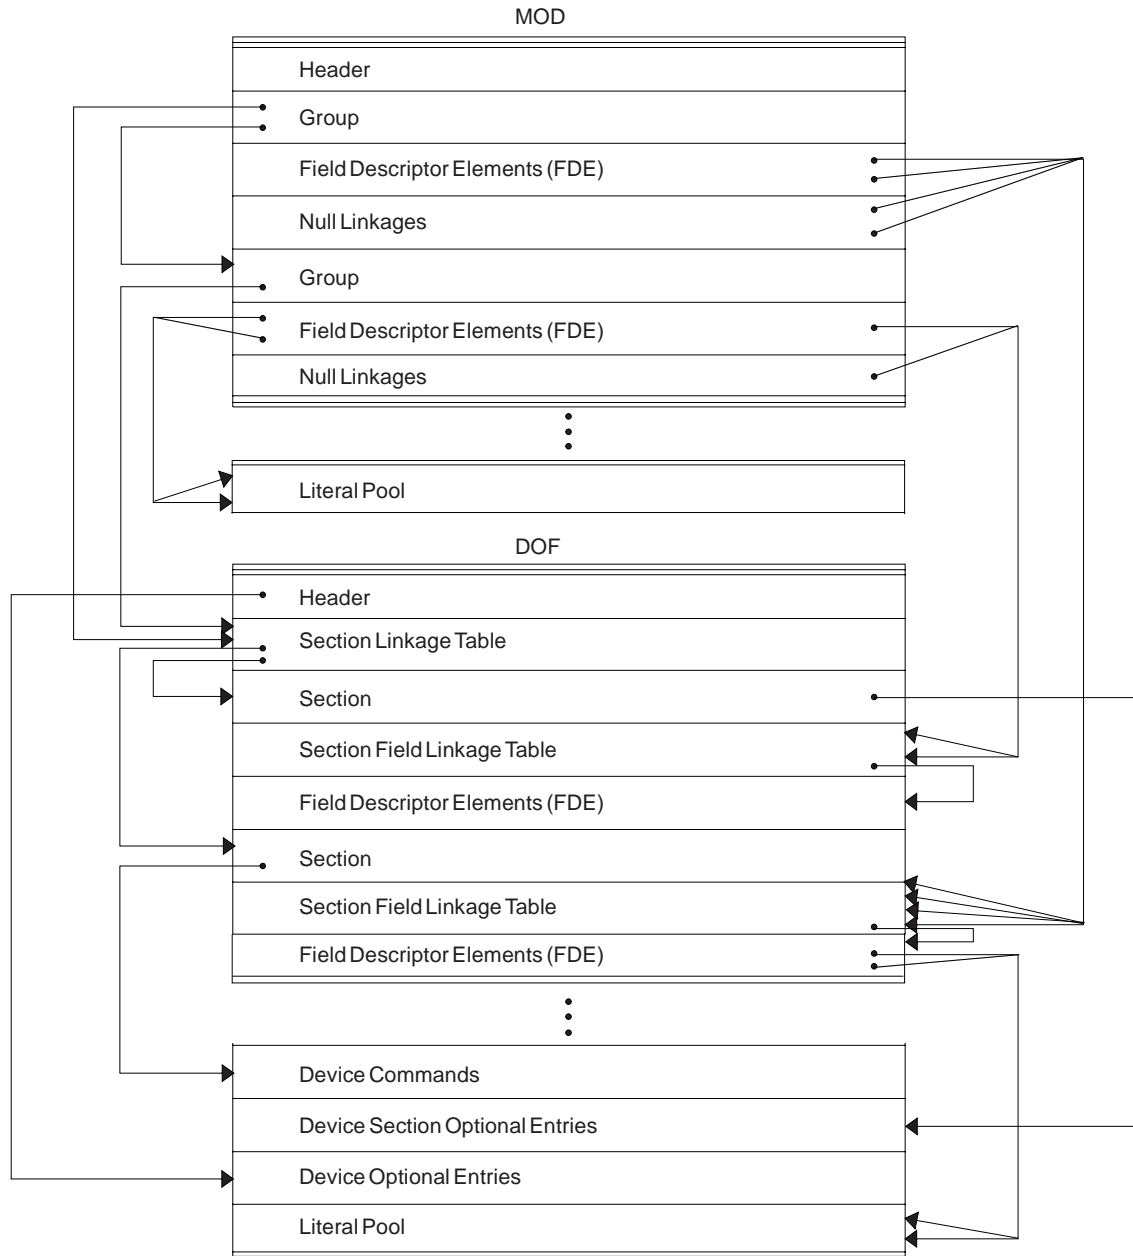 MOD
Header
Group
Field Descriptor Elements (FDE)
Null Linkages
Group
Field Descriptor Elements (FDE)
Null Linkages
Literal Pool
DOF
Header
Section Linkage Table
Section
Section Field Linkage Table
Field Descriptor Elements (FDE)
Section
Section Field Linkage Table
Field Descriptor Elements (FDE)
Device Commands
Device Section Optional Entries
Device Optional Entries
Literal Pool